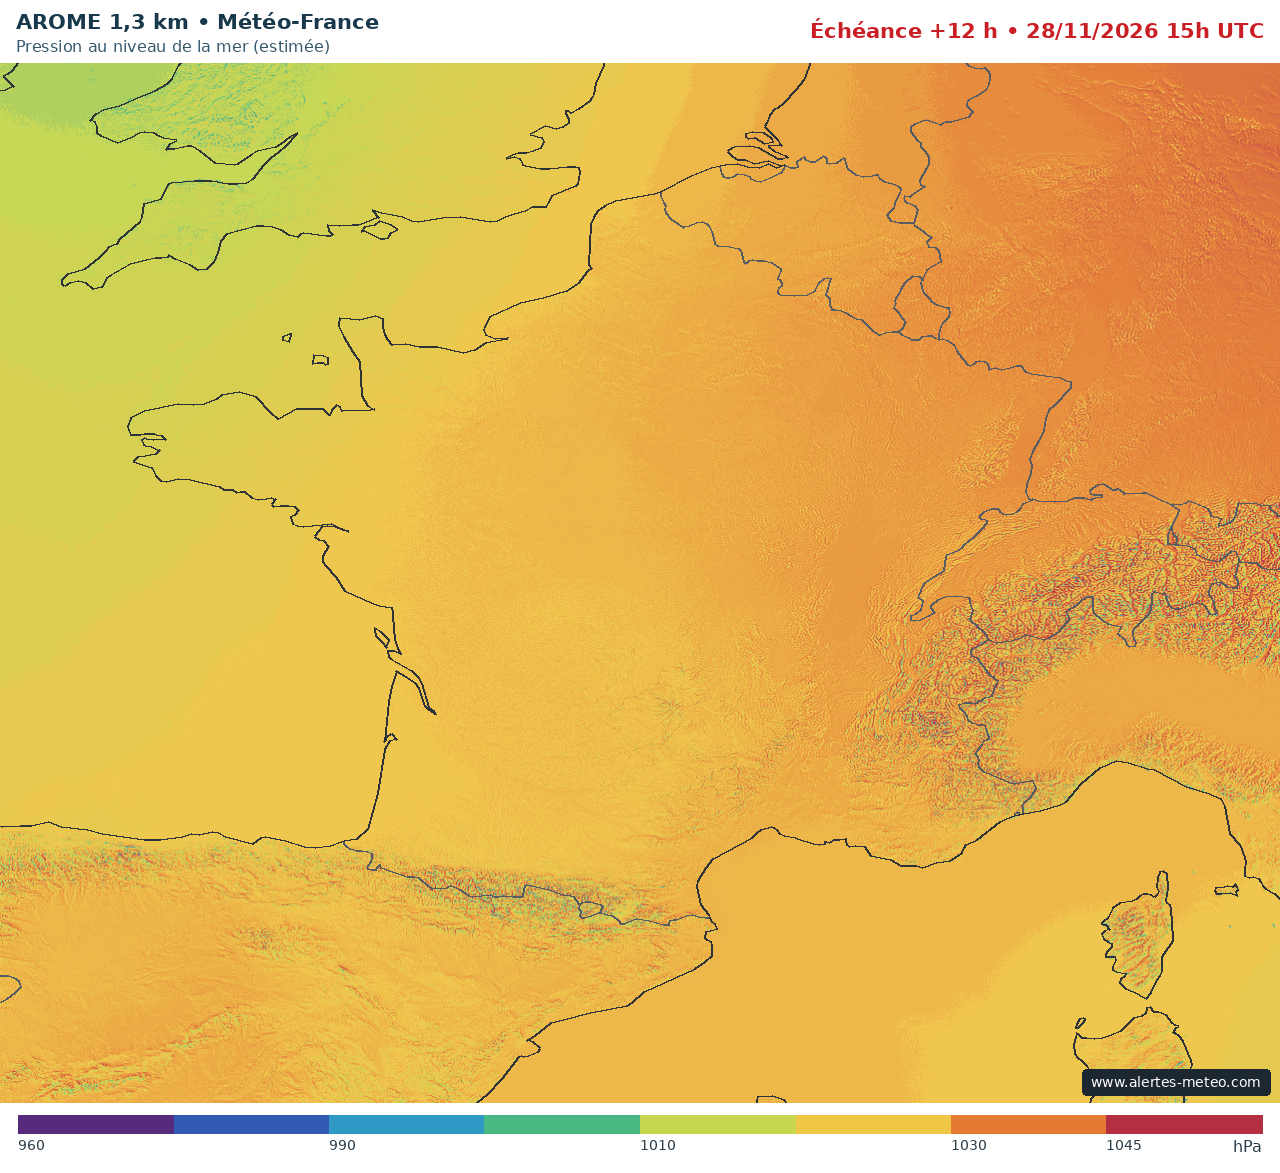 AROME 1,3 km • Météo-France
Pression au niveau de la mer (estimée)
Échéance +12 h • 28/11/2026 15h UTC
www.alertes-meteo.com
960 990 1010 1030 1045 hPa